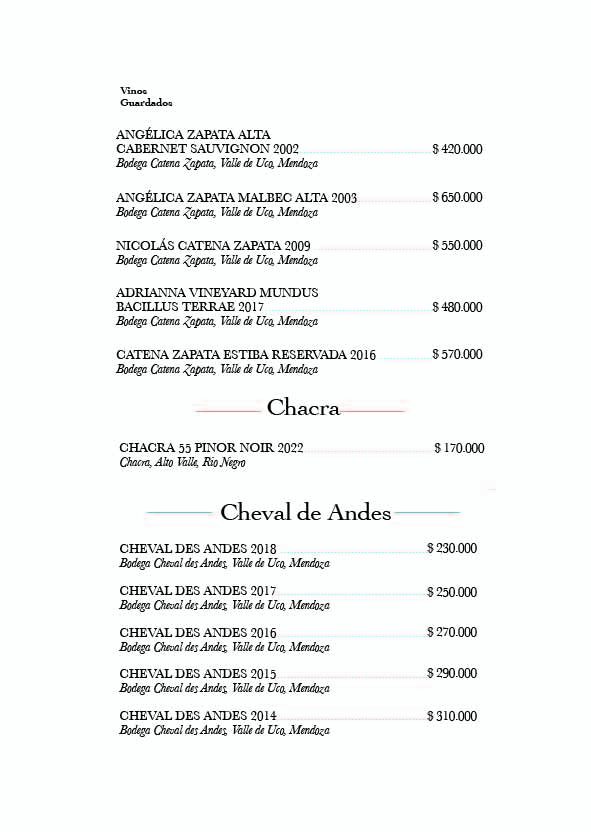 Vinos
Guardados
ANGÉLICA ZAPATA ALTA
CABERNET SAUVIGNON 2002 $ 420.000
Bodega Catena Zapata, Valle de Uco, Mendoza
ANGÉLICA ZAPATA MALBEC ALTA 2003 $ 650.000
Bodega Catena Zapata, Valle de Uco, Mendoza
NICOLÁS CATENA ZAPATA 2009 $ 550.000
Bodega Catena Zapata, Valle de Uco, Mendoza
ADRIANNA VINEYARD MUNDUS
BACILLUS TERRAE 2017 $ 480.000
Bodega Catena Zapata, Valle de Uco, Mendoza
CATENA ZAPATA ESTIBA RESERVADA 2016 $ 570.000
Bodega Catena Zapata, Valle de Uco, Mendoza
Chacra
CHACRA 55 PINOR NOIR 2022 $ 170.000
Chacra, Alto Valle, Rio Negro
Cheval de Andes
CHEVAL DES ANDES 2018 $ 230.000
Bodega Cheval des Andes, Valle de Uco, Mendoza
CHEVAL DES ANDES 2017 $ 250.000
Bodega Cheval des Andes, Valle de Uco, Mendoza
CHEVAL DES ANDES 2016 $ 270.000
Bodega Cheval des Andes, Valle de Uco, Mendoza
CHEVAL DES ANDES 2015 $ 290.000
Bodega Cheval des Andes, Valle de Uco, Mendoza
CHEVAL DES ANDES 2014 $ 310.000
Bodega Cheval des Andes, Valle de Uco, Mendoza